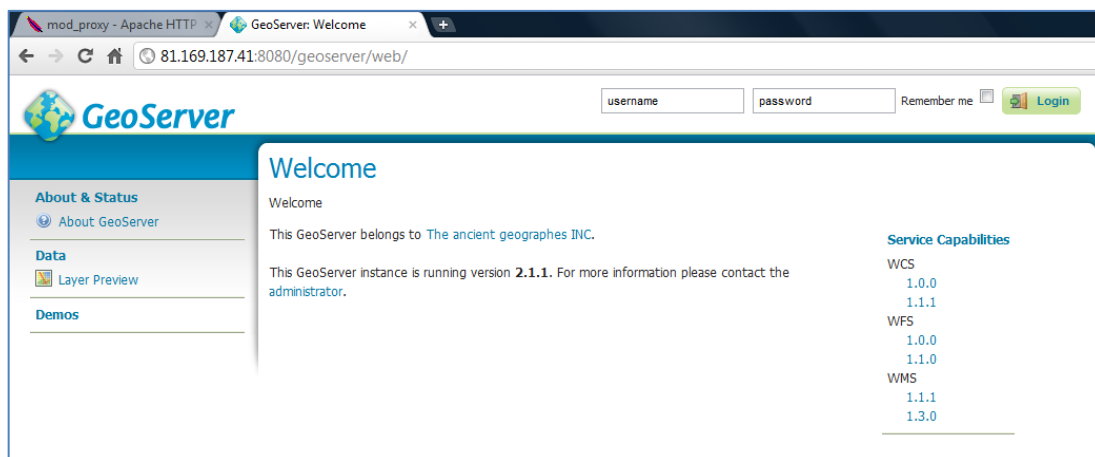 mod_proxy - Apache HTTP
GeoServer: Welcome
81.169.187.41:8080/geoserver/web/
GeoServer
username
password
Remember me
Login
Welcome
About & Status
About GeoServer
Data
Layer Preview
Demos
Welcome
This GeoServer belongs to The ancient geographes INC.
This GeoServer instance is running version 2.1.1. For more information please contact the
administrator.
Service Capabilities
WCS
1.0.0
1.1.1
WFS
1.0.0
1.1.0
WMS
1.1.1
1.3.0